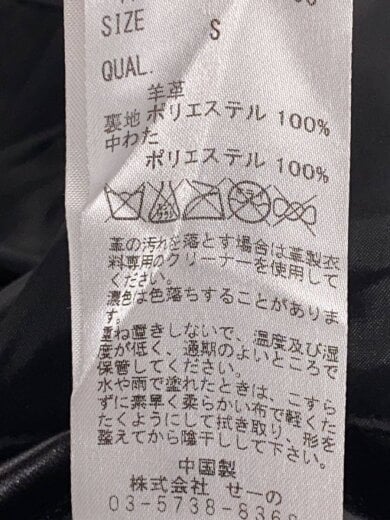 SIZE S
QUAL.
羊革
裏地 ポリエステル 100%
中わた
ポリエステル 100%
革の汚れを落とす場合は革製衣
料専用のクリーナーを使用して
ください。
濃色は色落ちすることがありま
す。
重ね置きしないで、温度及び湿
度が低く、通期のよいところで
保管してください。
水や雨で塗れたときは、こすら
ずに素早く柔らかい布で軽くた
たくようにして拭き取り、形を
整えてから陰干しして下さい。
中国製
株式会社 せーの
03-5738-8368